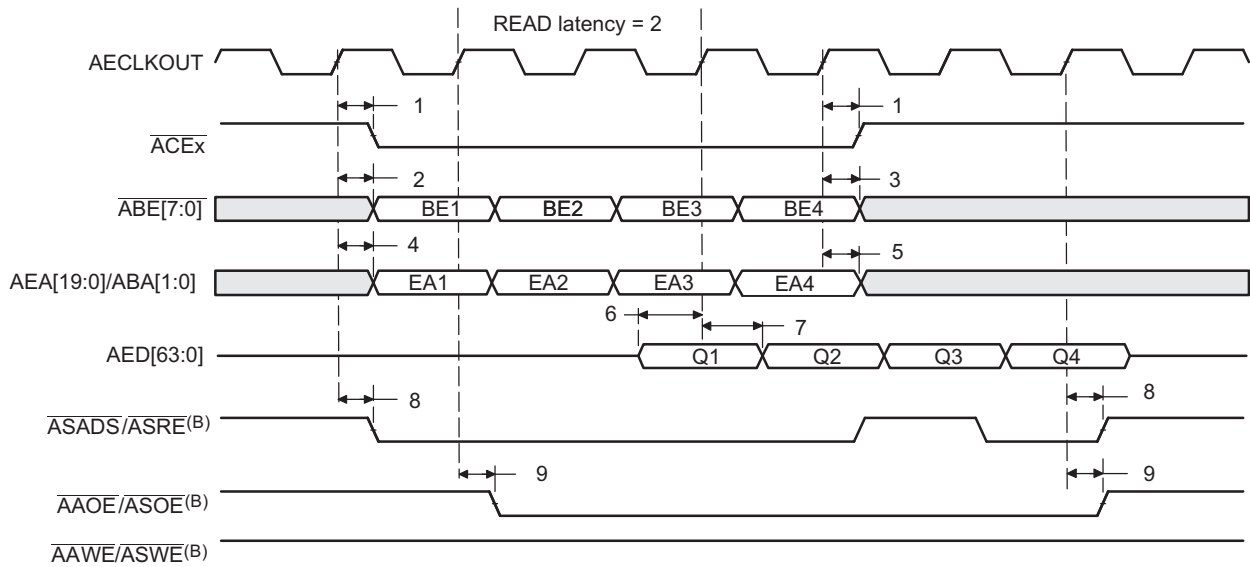 READ latency = 2
AECLKOUT
1 1
ACEx
2 3
ABE[7:0] BE1 BE2 BE3 BE4
4 5
AEA[19:0]/ABA[1:0] EA1 EA2 EA3 EA4
6 7
AED[63:0] Q1 Q2 Q3 Q4
8 8
ASADS/ASRE(B)
9 9
AAOE/ASOE(B)
AAWE/ASWE(B)